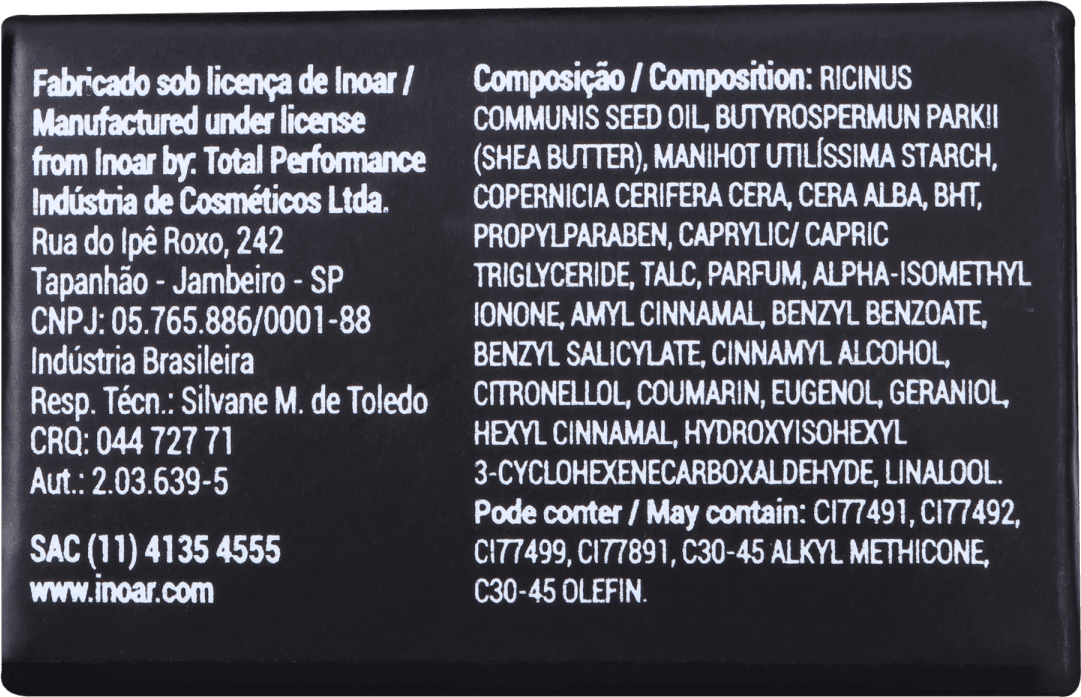 Fabricado sob licença de Inoar /
Manufactured under license
from Inoar by: Total Performance
Indústria de Cosméticos Ltda.
Rua do Ipê Roxo, 242
Tapanhão - Jambeiro - SP
CNPJ: 05.765.886/0001-88
Indústria Brasileira
Resp. Técn.: Silvane M. de Toledo
CRQ: 044 727 71
Aut.: 2.03.639-5
SAC (11) 4135 4555
www.inoar.com
Composição / Composition: RICINUS
COMMUNIS SEED OIL, BUTYROSPERMUN PARKII
(SHEA BUTTER), MANIHOT UTILÍSSIMA STARCH,
COPERNICIA CERIFERA CERA, CERA ALBA, BHT,
PROPYLPARABEN, CAPRYLIC/ CAPRIC
TRIGLYCERIDE, TALC, PARFUM, ALPHA-ISOMETHYL
IONONE, AMYL CINNAMAL, BENZYL BENZOATE,
BENZYL SALICYLATE, CINNAMYL ALCOHOL,
CITRONELLOL, COUMARIN, EUGENOL, GERANIOL,
HEXYL CINNAMAL, HYDROXYISOHEXYL
3-CYCLOHEXENECARBOXALDEHYDE, LINALOOL.
Pode conter / May contain: CI77491, CI77492,
CI77499, CI77891, C30-45 ALKYL METHICONE,
C30-45 OLEFIN.